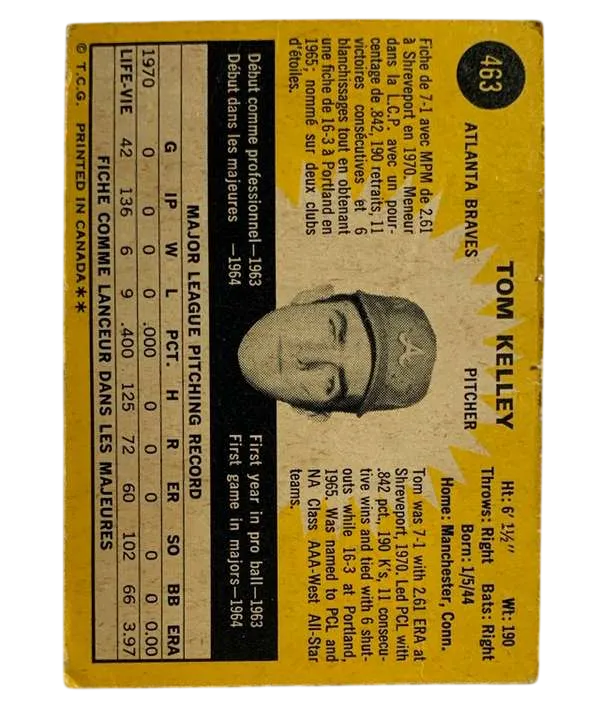 463
TOM KELLEY
ATLANTA BRAVES PITCHER
Ht: 6' 1½" Wt: 190
Throws: Right Bats: Right
Born: 1/5/44
Home: Manchester, Conn.
Fiche de 7-1 avec MPM de 2.61
à Shreveport en 1970. Meneur
dans la L.C.P. avec un pour-
centage de .842, 190 retraits, 11
victoires consécutives et 6
blanchissages tout en obtenant
une fiche de 16-3 à Portland en
1965; nommé sur deux clubs
d'étoiles.
A
Tom was 7-1 with 2.61 ERA at
Shreveport, 1970. Led PCL with
.842 pct., 190 K's, 11 consecu-
tive wins and tied with 6 shut-
outs while 16-3 at Portland,
1965. Was named to PCL and
NA Class AAA-West All-Star
teams.
Début comme professionnel—1963
Début dans les majeures —1964
First year in pro ball—1963
First game in majors—1964
MAJOR LEAGUE PITCHING RECORD
G IP W L PCT. H R ER SO BB ERA
1970 0 0 0 0 .000 0 0 0 0 0 0.00
LIFE-VIE 42 136 6 9 .400 125 72 60 102 66 3.97
FICHE COMME LANCEUR DANS LES MAJEURES
© T.C.G. PRINTED IN CANADA**